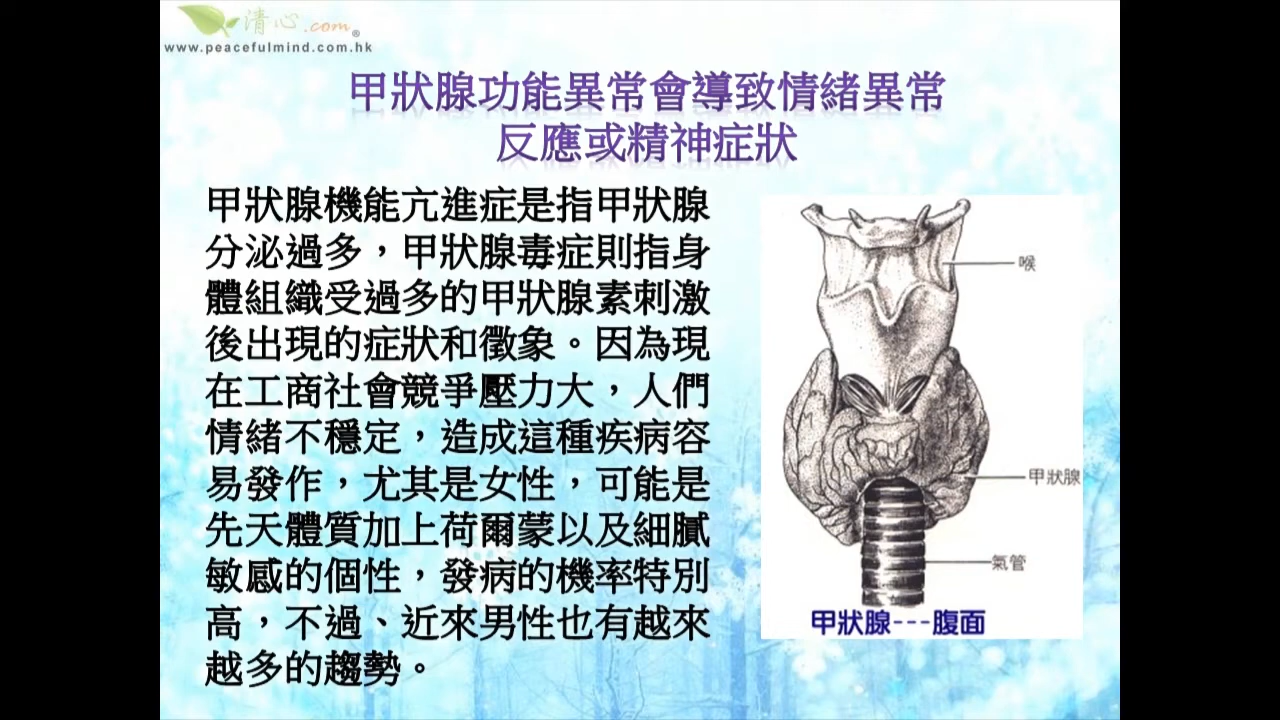 清心.com®
www.peacefulmind.com.hk
甲狀腺功能異常會導致情緒異常
反應或精神症狀
甲狀腺機能亢進症是指甲狀腺
分泌過多，甲狀腺毒症則指身
體組織受過多的甲狀腺素刺激
後出現的症狀和徵象。因為現
在工商社會競爭壓力大，人們
情緒不穩定，造成這種疾病容
易發作，尤其是女性，可能是
先天體質加上荷爾蒙以及細膩
敏感的個性，發病的機率特別
高，不過、近來男性也有越來
越多的趨勢。
喉
甲狀腺
氣管
甲狀腺---腹面